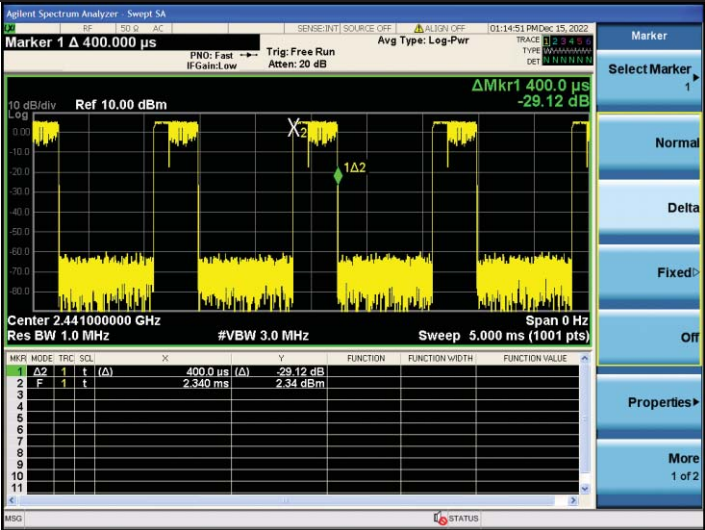 Agilent Spectrum Analyzer - Swept SA
RF 50 Ω AC SENSE:INT SOURCE OFF ALIGN OFF 01:14:51 PM Dec 15, 2022
Marker 1 Δ 400.000 µs
PNO: Fast
IFGain:Low
Trig: Free Run
Atten: 20 dB
Avg Type: Log-Pwr
TRACE 1 2 3 4 5 6
TYPE
DET N N N N N N
ΔMkr1 400.0 µs
-29.12 dB
10 dB/div Ref 10.00 dBm
Log
0.00
-10.0
-20.0
-30.0
-40.0
-50.0
-60.0
-70.0
-80.0
X2
1Δ2
Center 2.441000000 GHz Span 0 Hz
Res BW 1.0 MHz #VBW 3.0 MHz Sweep 5.000 ms (1001 pts)
MKR MODE TRC SCL X Y FUNCTION FUNCTION WIDTH FUNCTION VALUE
1 Δ2 1 t (Δ) 400.0 µs (Δ) -29.12 dB
2 F 1 t 2.340 ms 2.34 dBm
3
4
5
6
7
8
9
10
11
MSG STATUS
Marker
Select Marker
1
Normal
Delta
Fixed
Off
Properties
More
1 of 2